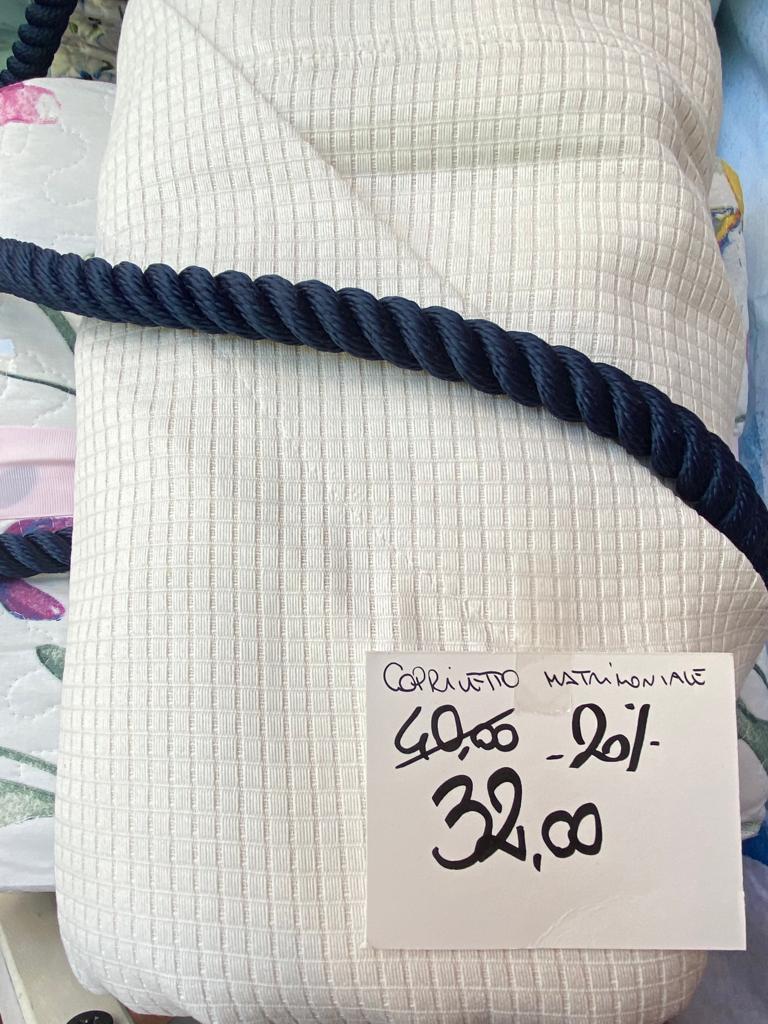 COPRILETTO MATRIMONIALE
40,00 -20%
32,00